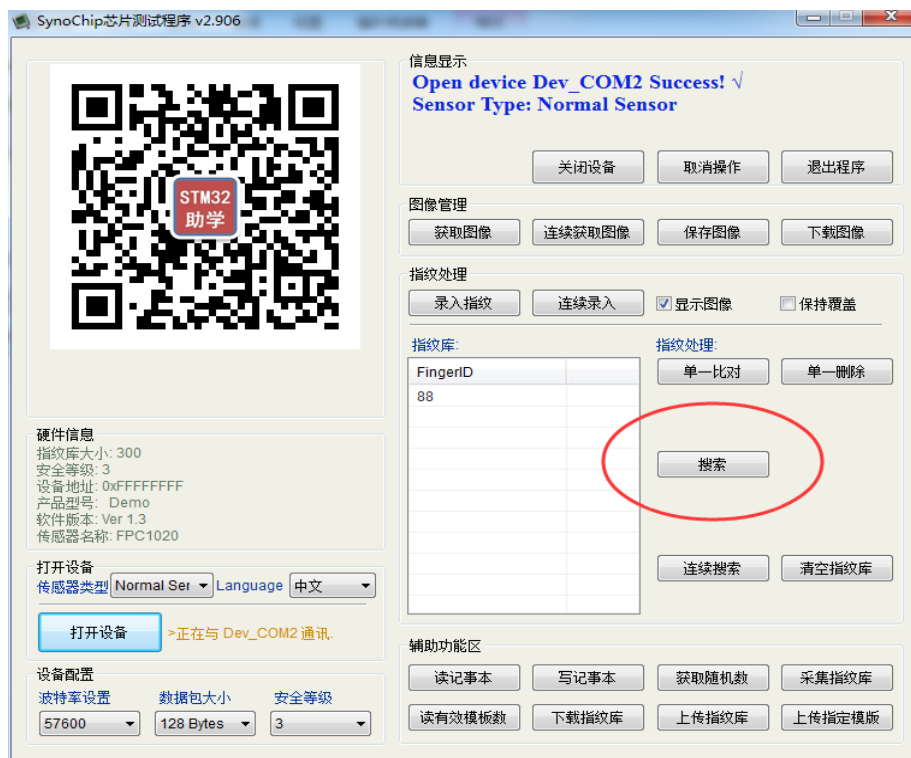 SynoChip芯片测试程序 v2.906
STM32
助学
硬件信息
指纹库大小: 300
安全等级: 3
设备地址: 0xFFFFFFFF
产品型号: Demo
软件版本: Ver 1.3
传感器名称: FPC1020
打开设备
传感器类型 Normal Ser Language 中文
打开设备 >正在与 Dev_COM2 通讯.
设备配置
波特率设置 数据包大小 安全等级
57600 128 Bytes 3
信息显示
Open device Dev_COM2 Success! √
Sensor Type: Normal Sensor
关闭设备 取消操作 退出程序
图像管理
获取图像 连续获取图像 保存图像 下载图像
指纹处理
录入指纹 连续录入 显示图像 保持覆盖
指纹库: 指纹处理:
FingerID 单一比对 单一删除
88
搜索
连续搜索 清空指纹库
辅助功能区
读记事本 写记事本 获取随机数 采集指纹库
读有效模板数 下载指纹库 上传指纹库 上传指定模版